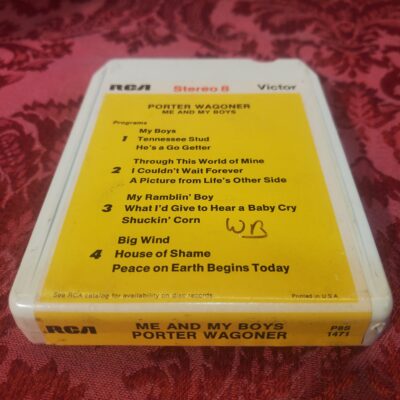 RCA Stereo 8 Victor
PORTER WAGONER
ME AND MY BOYS
Programs
My Boys
1 Tennessee Stud
He's a Go Getter
Through This World of Mine
2 I Couldn't Wait Forever
A Picture from Life's Other Side
My Ramblin' Boy
3 What I'd Give to Hear a Baby Cry
Shuckin' Corn
WB
Big Wind
4 House of Shame
Peace on Earth Begins Today
See RCA catalog for availability on disc records Printed in U.S.A.
RCA ME AND MY BOYS P8S
PORTER WAGONER 1471